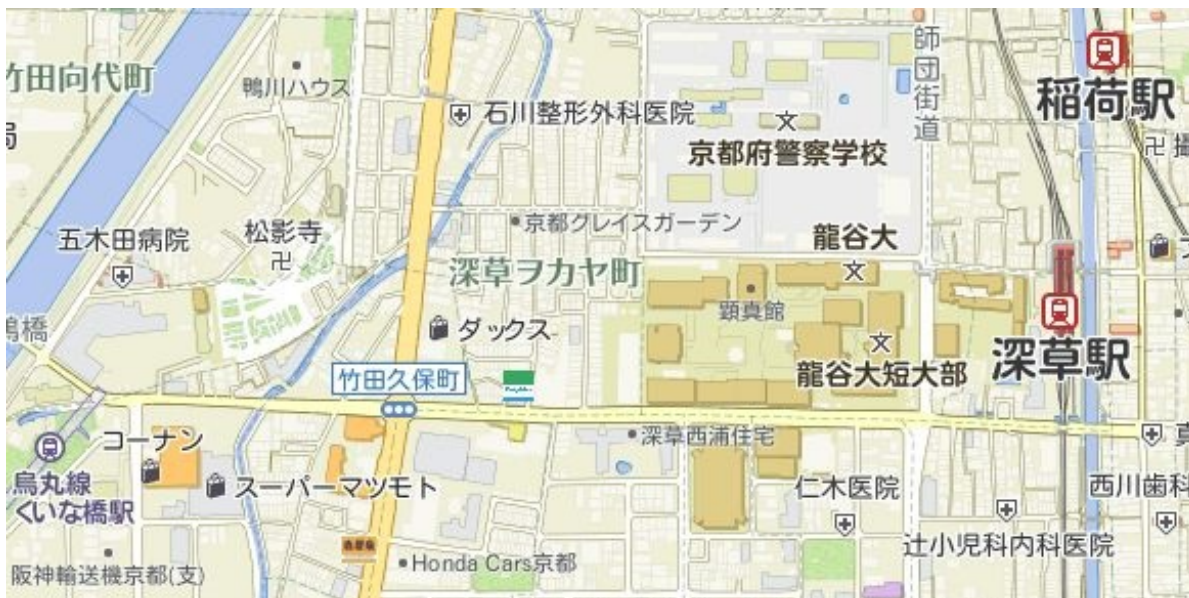 竹田向代町
鴨川ハウス
石川整形外科医院
師団街道
稲荷駅
京都府警察学校
五木田病院
松影寺
京都グレイスガーデン
龍谷大
深草ヲカヤ町
顕真館
ダックス
深草駅
竹田久保町
龍谷大短大部
コーナン
深草西浦住宅
烏丸線
くいな橋駅
スーパーマツモト
仁木医院
西川歯科
辻小児科内科医院
阪神輸送機京都(支)
Honda Cars京都